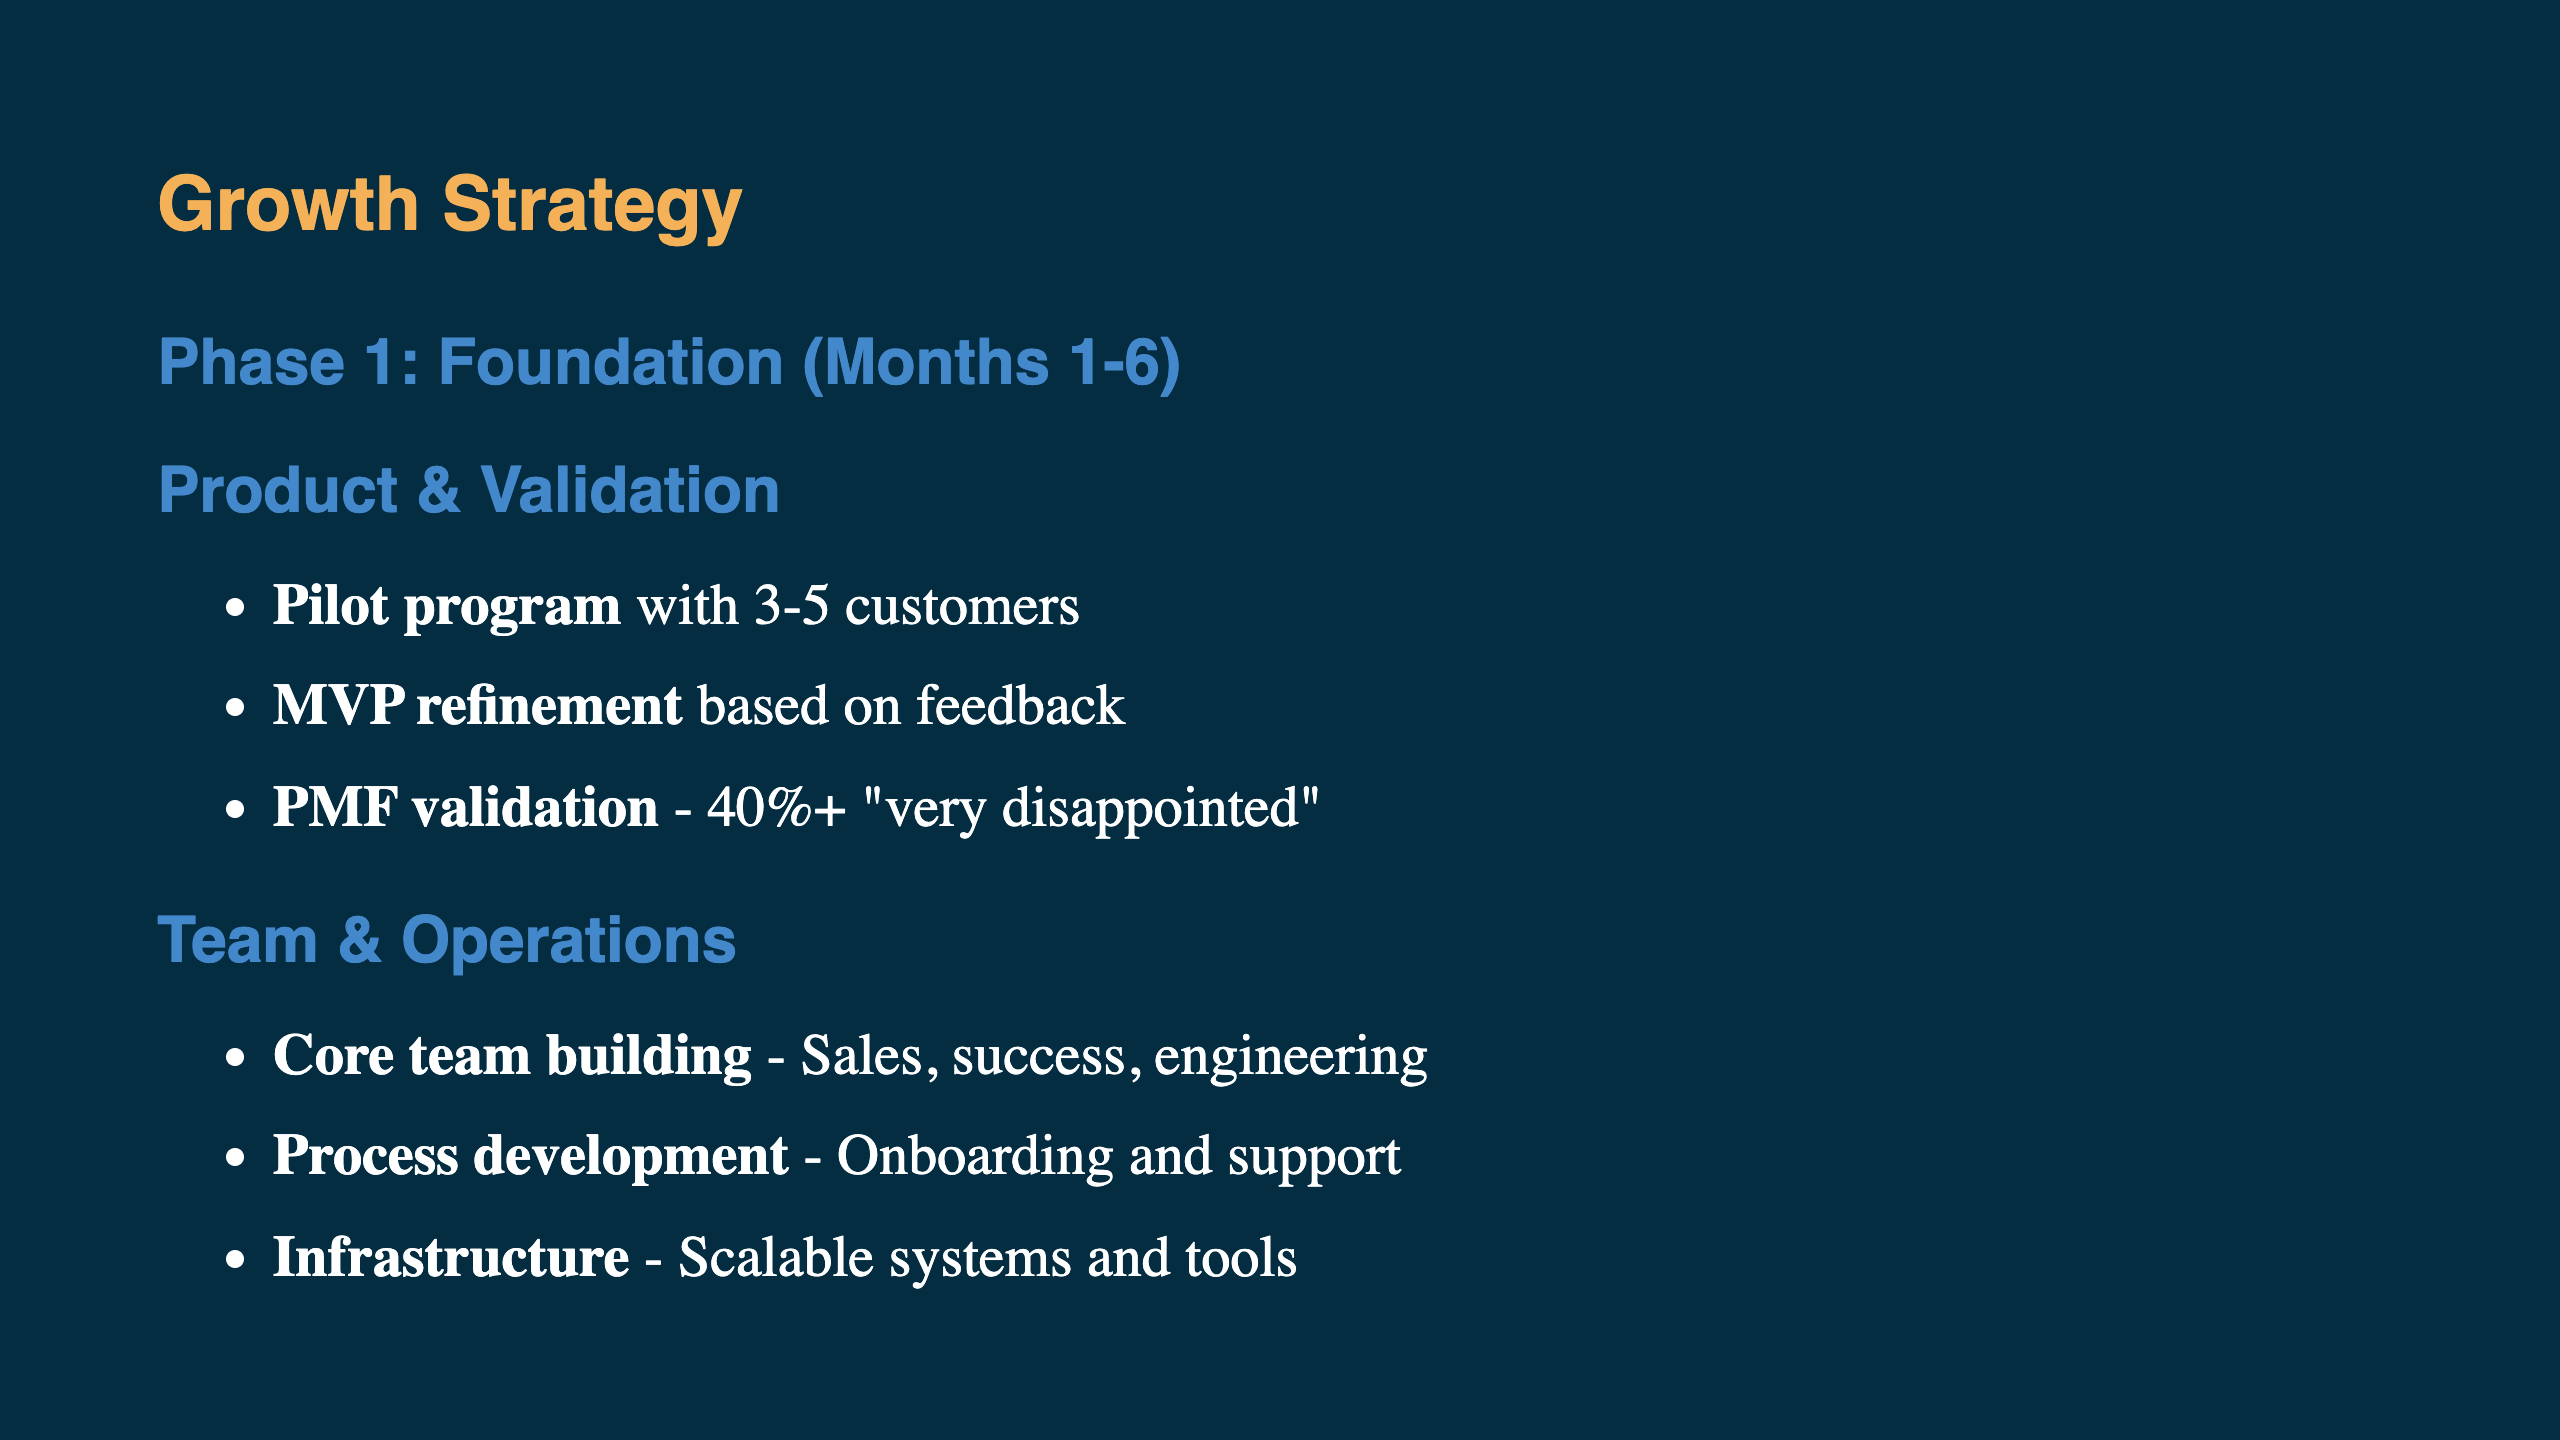 Growth Strategy
Phase 1: Foundation (Months 1-6)
Product & Validation
• Pilot program with 3-5 customers
• MVP refinement based on feedback
• PMF validation - 40%+ "very disappointed"
Team & Operations
• Core team building - Sales, success, engineering
• Process development - Onboarding and support
• Infrastructure - Scalable systems and tools